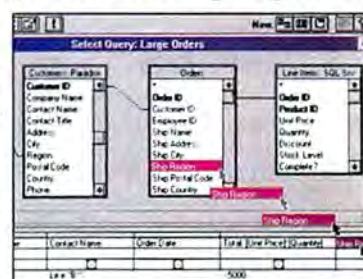 New
Select Query: Large Orders
Customers: Paradox
Customer ID
Company Name
Contact Name
Contact Title
Address
City
Region
Postal Code
Country
Phone
Orders
*
Order ID
Customer ID
Employee ID
Ship Name
Ship Address
Ship City
Ship Region
Ship Postal Code
Ship Country
Line Items: SQL
*
Order ID
Product ID
Unit Price
Quantity
Discount
Stock Level
Complete?
Ship Region
Ship Region
Contact Name
Order Date
Total: [Unit Price]*[Quantity]